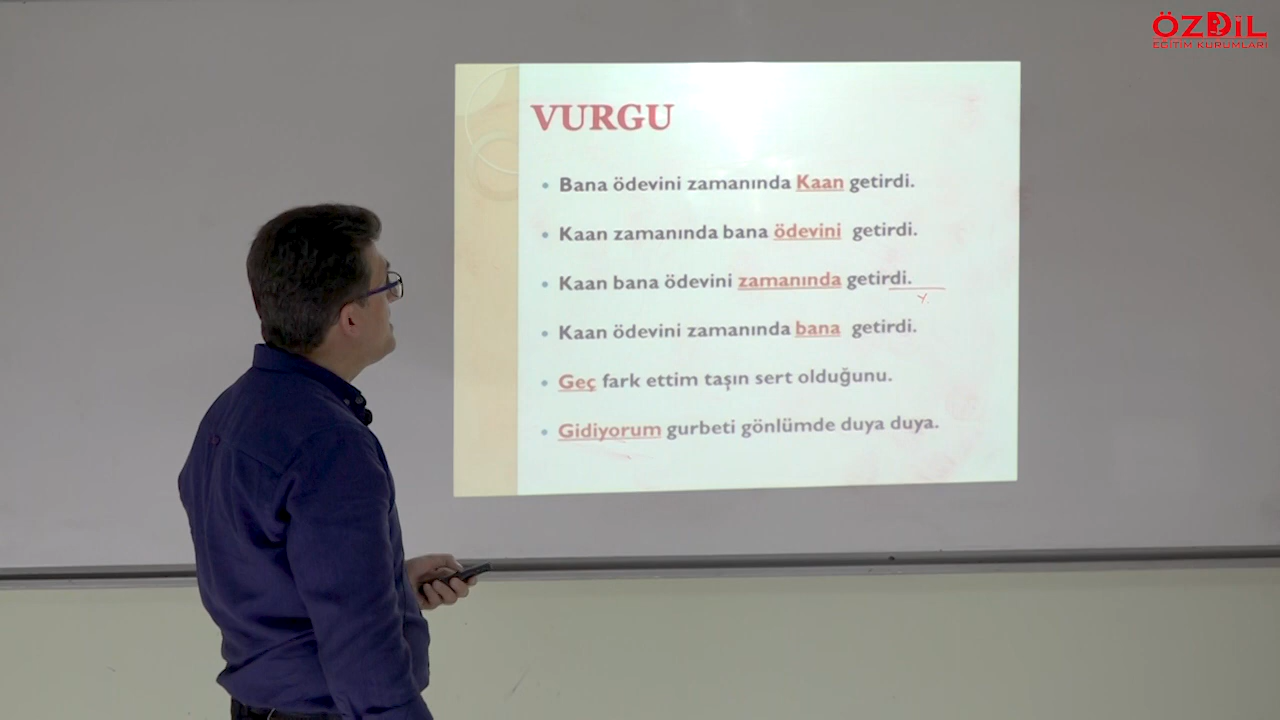 ÖZDİL
EĞİTİM KURUMLARI
VURGU
• Bana ödevini zamanında Kaan getirdi.
• Kaan zamanında bana ödevini getirdi.
• Kaan bana ödevini zamanında getirdi.
Y.
• Kaan ödevini zamanında bana getirdi.
• Geç fark ettim taşın sert olduğunu.
• Gidiyorum gurbeti gönlümde duya duya.